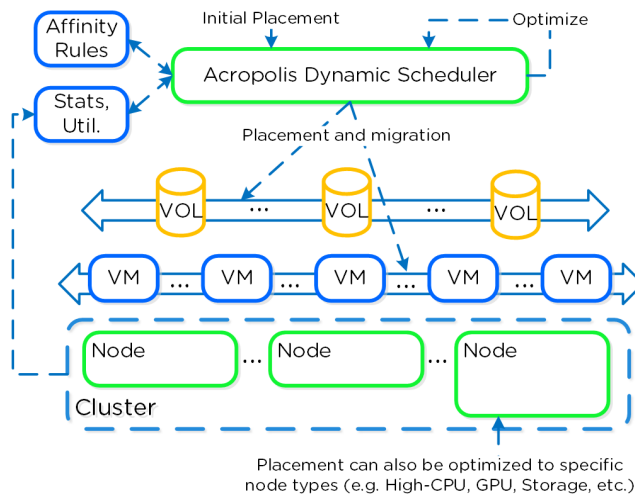 Initial Placement
Optimize
Affinity
Rules
Acropolis Dynamic Scheduler
Stats,
Util.
Placement and migration
VOL ... VOL ... VOL
VM ... VM ... VM ... VM ... VM
Node ... Node ... Node
Cluster
Placement can also be optimized to specific
node types (e.g. High-CPU, GPU, Storage, etc.)